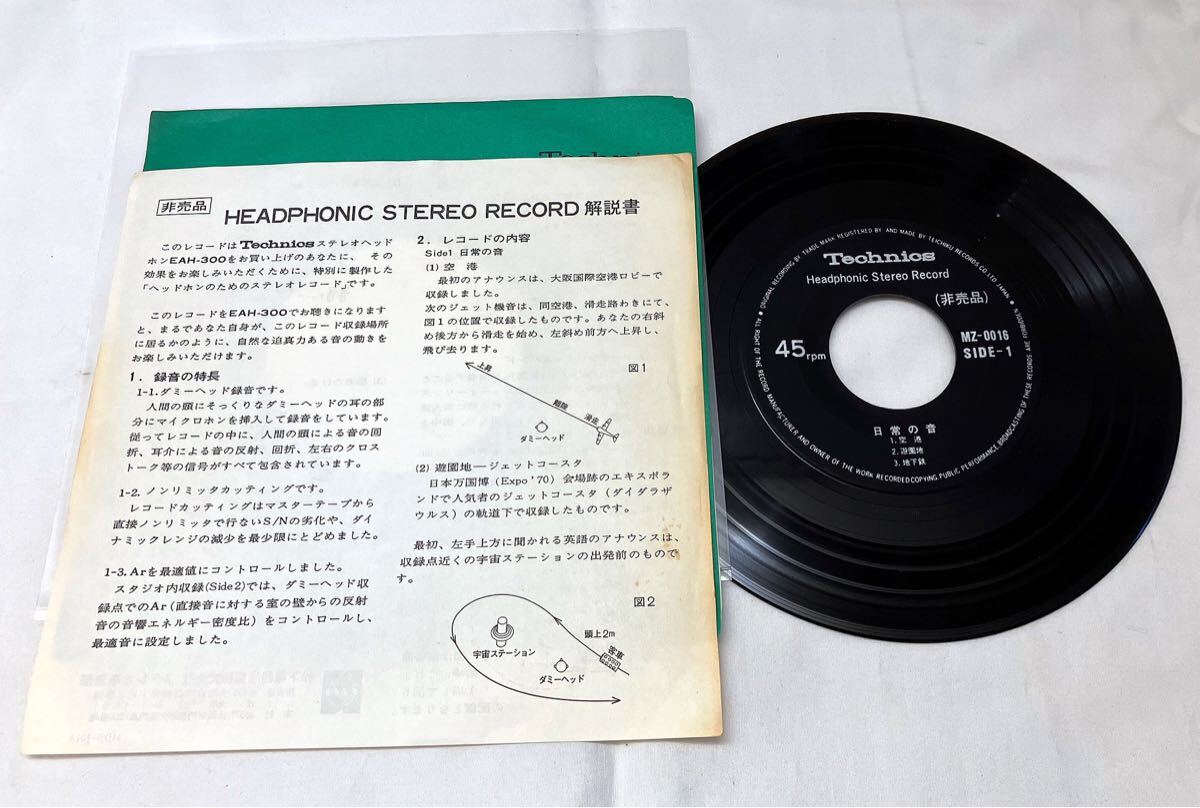 Technics
非売品 HEADPHONIC STEREO RECORD 解説書
このレコードはTechnicsステレオヘッド
ホンEAH-300をお買い上げのあなたに、その
効果をお楽しみいただくために、特別に製作した
「ヘッドホンのためのステレオレコード」です。
このレコードをEAH-300でお聴きになります
と、まるであなた自身が、このレコード収録場所
に居るかのように、自然な迫真力ある音の動きを
お楽しみいただけます。
1. 録音の特長
1-1. ダミーヘッド録音です。
人間の頭にそっくりなダミーヘッドの耳の部
分にマイクロホンを挿入して録音をしています。
従ってレコードの中に、人間の頭による音の回
折、耳介による音の反射、回折、左右のクロス
トーク等の信号がすべて包含されています。
1-2. ノンリミッタカッティングです。
レコードカッティングはマスターテープから
直接ノンリミッタで行ないS/Nの劣化や、ダイ
ナミックレンジの減少を最少限にとどめました。
1-3. Arを最適値にコントロールしました。
スタジオ内収録(Side2)では、ダミーヘッド収
録点でのAr(直接音に対する室の壁からの反射
音の音響エネルギー密度比)をコントロールし、
最適音に設定しました。
2. レコードの内容
Side1 日常の音
(1) 空港
最初のアナウンスは、大阪国際空港ロビーで
収録しました。
次のジェット機音は、同空港、滑走路わきにて、
図1の位置で収録したものです。あなたの右斜
め後方から滑走を始め、左斜め前方へ上昇し、
飛び去ります。
図1
上昇
離陸
滑走
ダミーヘッド
(2) 遊園地―ジェットコースタ
日本万国博(Expo '70)会場跡のエキスポラ
ンドで人気者のジェットコースタ(ダイダラザ
ウルス)の軌道下で収録したものです。
最初、左手上方に聞かれる英語のアナウンスは、
収録点近くの宇宙ステーションの出発前のもので
す。
図2
宇宙ステーション
頭上2m
客車
ダミーヘッド
ORIGINAL RECORDING BY TRADE MARK REGISTERED BY AND MADE BY TEICHIKU RECORDS CO LTD JAPAN
ALL RIGHT OF THE RECORD MANUFACTURER AND OWNER OF THE WORK RECORDED COPYING. PUBLIC PERFORMANCE, BROADCASTING OF THESE RECORDS ARE FORBIDDEN
Technics
Headphonic Stereo Record
(非売品)
45rpm
MZ-0016
SIDE-1
日常の音
1. 空港
2. 遊園地
3. 地下鉄